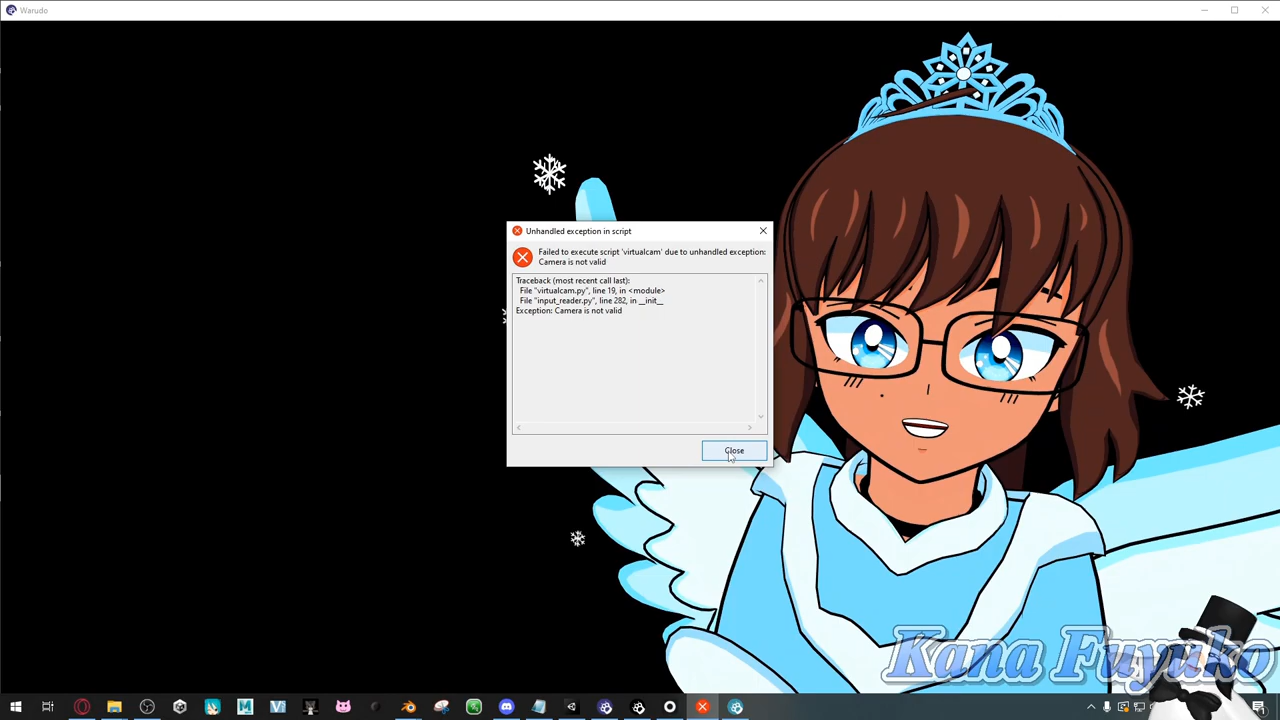 Warudo
Unhandled exception in script
Failed to execute script 'virtualcam' due to unhandled exception:
Camera is not valid
Traceback (most recent call last):
File "virtualcam.py", line 19, in <module>
File "input_reader.py", line 282, in __init__
Exception: Camera is not valid
Close
Kana Fuyuko